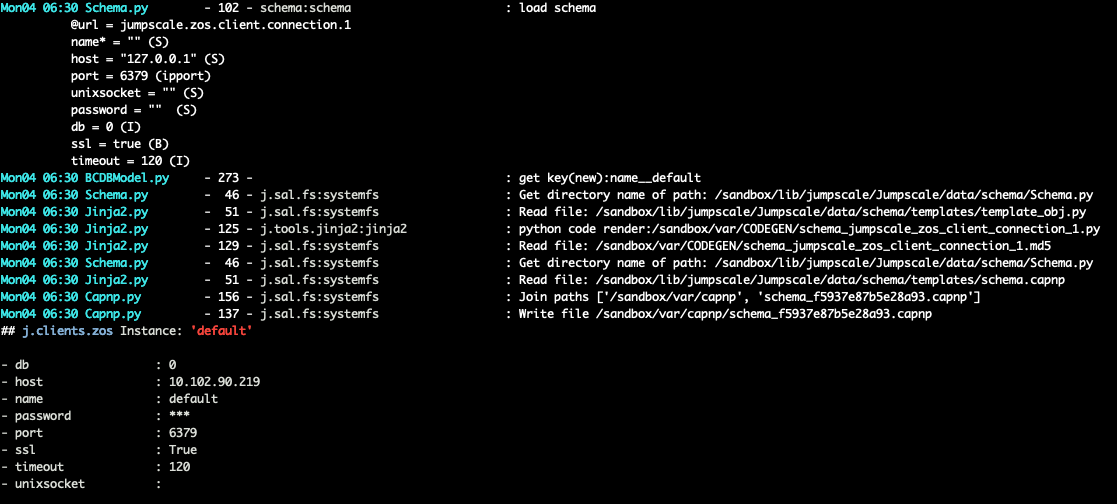 Mon04 06:30 Schema.py - 102 - schema:schema : load schema
@url = jumpscale.zos.client.connection.1
name* = "" (S)
host = "127.0.0.1" (S)
port = 6379 (ipport)
unixsocket = "" (S)
password = ""  (S)
db = 0 (I)
ssl = true (B)
timeout = 120 (I)
Mon04 06:30 BCDBModel.py - 273 - : get key(new):name__default
Mon04 06:30 Schema.py - 46 - j.sal.fs:systemfs : Get directory name of path: /sandbox/lib/jumpscale/Jumpscale/data/schema/Schema.py
Mon04 06:30 Jinja2.py - 51 - j.sal.fs:systemfs : Read file: /sandbox/lib/jumpscale/Jumpscale/data/schema/templates/template_obj.py
Mon04 06:30 Jinja2.py - 125 - j.tools.jinja2:jinja2 : python code render:/sandbox/var/CODEGEN/schema_jumpscale_zos_client_connection_1.py
Mon04 06:30 Jinja2.py - 129 - j.sal.fs:systemfs : Read file: /sandbox/var/CODEGEN/schema_jumpscale_zos_client_connection_1.md5
Mon04 06:30 Schema.py - 46 - j.sal.fs:systemfs : Get directory name of path: /sandbox/lib/jumpscale/Jumpscale/data/schema/Schema.py
Mon04 06:30 Jinja2.py - 51 - j.sal.fs:systemfs : Read file: /sandbox/lib/jumpscale/Jumpscale/data/schema/templates/schema.capnp
Mon04 06:30 Capnp.py - 156 - j.sal.fs:systemfs : Join paths ['/sandbox/var/capnp', 'schema_f5937e87b5e28a93.capnp']
Mon04 06:30 Capnp.py - 137 - j.sal.fs:systemfs : Write file /sandbox/var/capnp/schema_f5937e87b5e28a93.capnp
## j.clients.zos Instance: 'default'
- db : 0
- host : 10.102.90.219
- name : default
- password : ***
- port : 6379
- ssl : True
- timeout : 120
- unixsocket :